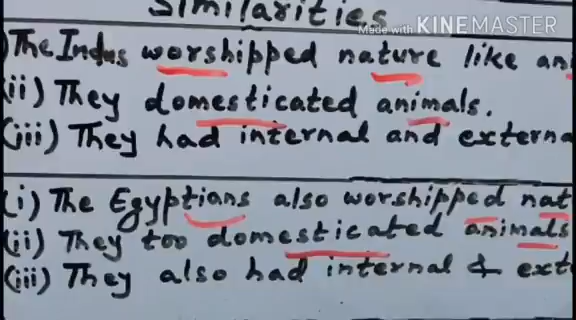 Similarities
Made with KINEMASTER
(i) The Indus worshipped nature like
(ii) They domesticated animals.
(iii) They had internal and
(i) The Egyptians also worshipped
(ii) They too domesticated animals
(iii) They also had internal &